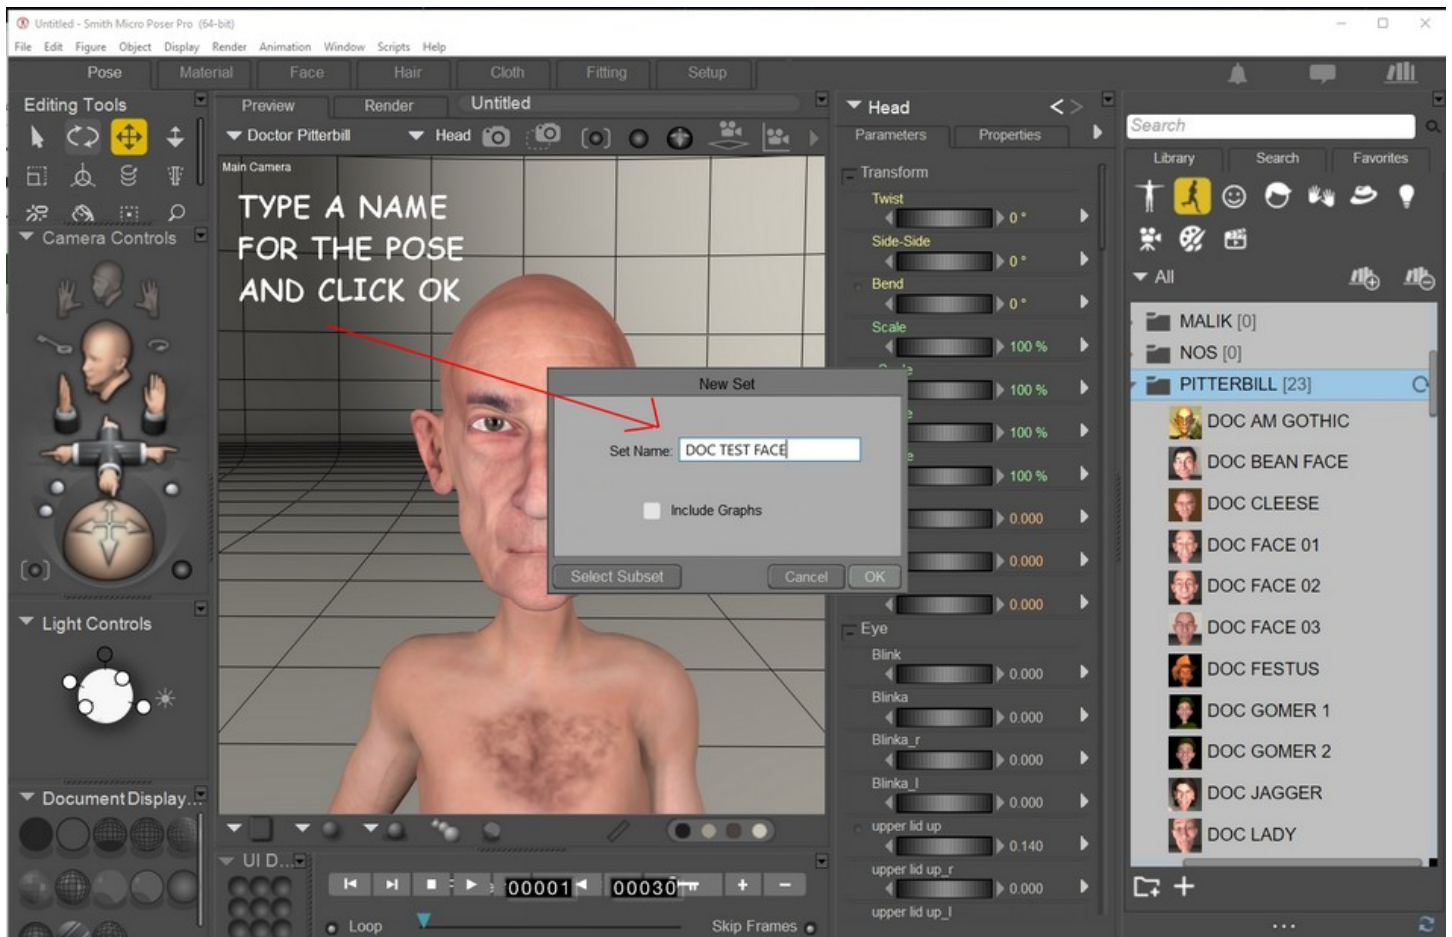 Untitled - Smith Micro Poser Pro (64-bit)
File Edit Figure Object Display Render Animation Window Scripts Help
Pose Material Face Hair Cloth Fitting Setup
Editing Tools
Camera Controls
Light Controls
Document Display...
Preview Render Untitled
Doctor Pitterbill Head
Main Camera
TYPE A NAME
FOR THE POSE
AND CLICK OK
New Set
Set Name: DOC TEST FACE
Include Graphs
Select Subset Cancel OK
UI D...
00001 00030
Loop Skip Frames
Head
Parameters Properties
Transform
Twist
0 °
Side-Side
0 °
Bend
0 °
Scale
100 %
100 %
100 %
100 %
0.000
0.000
0.000
Eye
Blink
0.000
Blinka
0.000
Blinka_r
0.000
Blinka_l
0.000
upper lid up
0.140
upper lid up_r
0.000
upper lid up_l
Search
Library Search Favorites
All
MALIK [0]
NOS [0]
PITTERBILL [23]
DOC AM GOTHIC
DOC BEAN FACE
DOC CLEESE
DOC FACE 01
DOC FACE 02
DOC FACE 03
DOC FESTUS
DOC GOMER 1
DOC GOMER 2
DOC JAGGER
DOC LADY